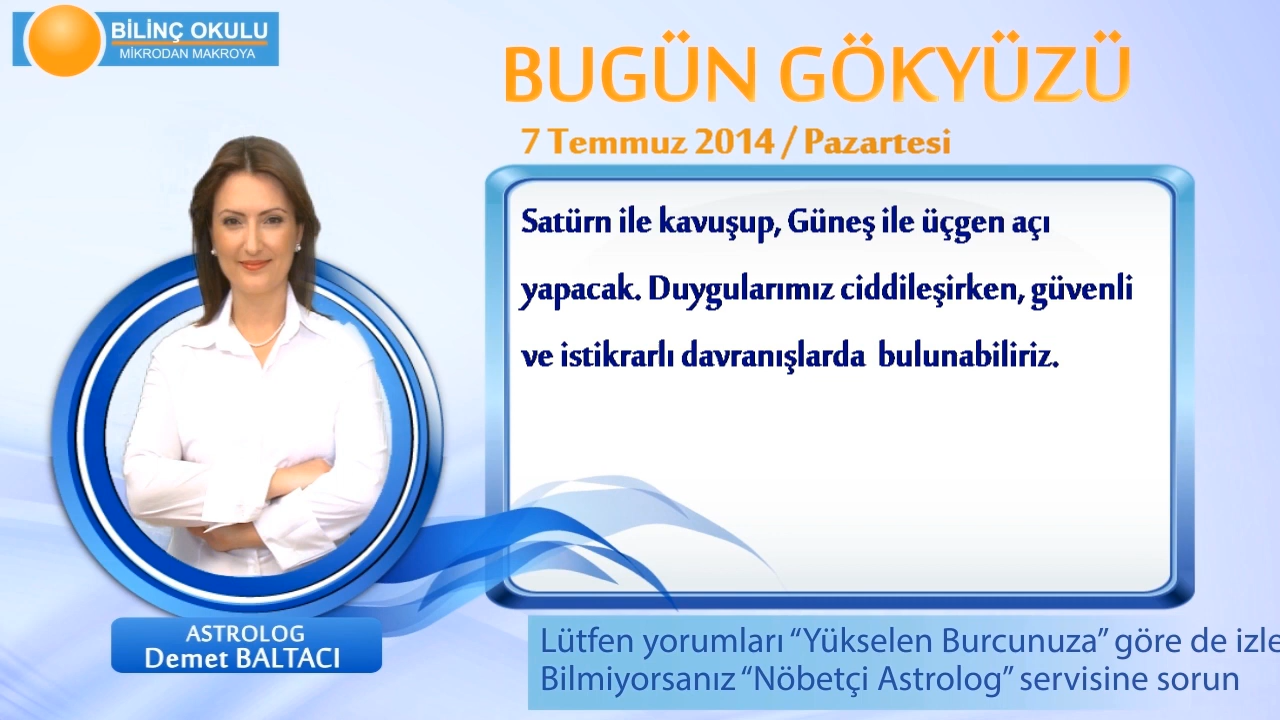 BİLİNÇ OKULU
MİKRODAN MAKROYA
BUGÜN GÖKYÜZÜ
7 Temmuz 2014 / Pazartesi
Satürn ile kavuşup, Güneş ile üçgen açı
yapacak. Duygularımız ciddileşirken, güvenli
ve istikrarlı davranışlarda bulunabiliriz.
ASTROLOG
Demet BALTACI
Lütfen yorumları “Yükselen Burcunuza” göre de izle
Bilmiyorsanız “Nöbetçi Astrolog” servisine sorun